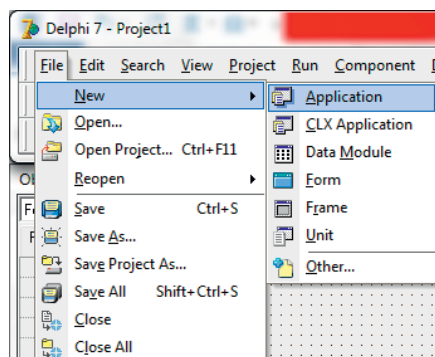 Delphi 7 - Project1
File Edit Search View Project Run Component
New
Open...
Open Project... Ctrl+F11
Reopen
Save Ctrl+S
Save As...
Save Project As...
Save All Shift+Ctrl+S
Close
Close All
Application
CLX Application
Data Module
Form
Frame
Unit
Other...